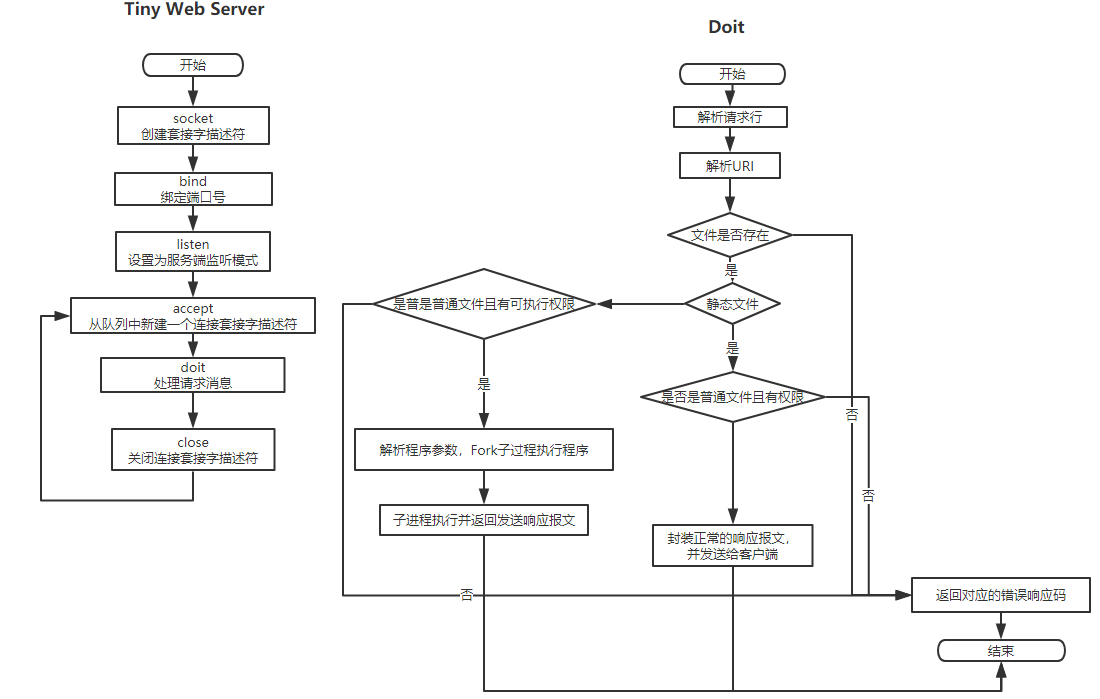 Tiny Web Server
开始
socket
创建套接字描述符
bind
绑定端口号
listen
设置为服务端监听模式
accept
从队列中新建一个连接套接字描述符
doit
处理请求消息
close
关闭连接套接字描述符
Doit
开始
解析请求行
解析URI
文件是否存在
是
静态文件
是普是普通文件且有可执行权限
是
是否是普通文件且有权限
是
否
解析程序参数，Fork子过程执行程序
否
子进程执行并返回发送响应报文
封装正常的响应报文，
并发送给客户端
否
返回对应的错误响应码
结束